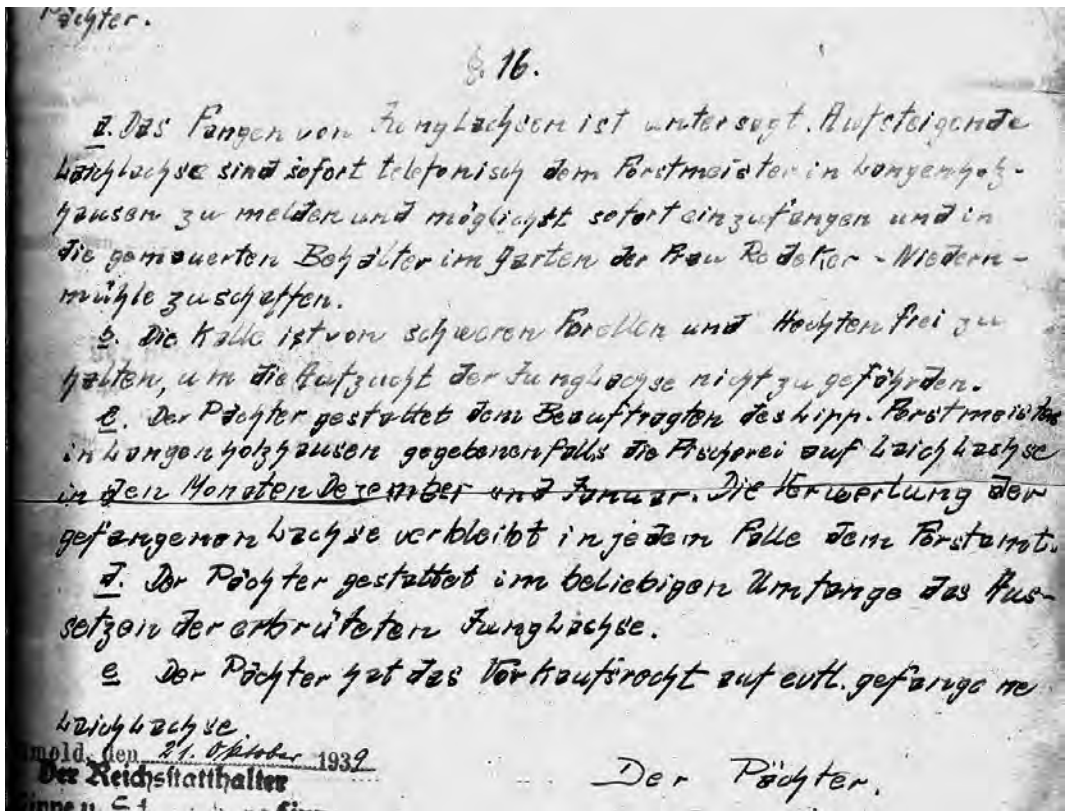 Pächter.
§. 16.
a. Das Fangen von Junglachsen ist untersagt. Aufsteigende
Laichlachse sind sofort telefonisch dem Forstmeister in Langenholz-
hausen zu melden und möglichst sofort einzufangen und in
die gemauerten Behälter im Garten der Frau Redeker - Niedern-
mühle zuschaffen.
b. Die Kalle ist von schweren Forellen und Hechten frei zu
halten, um die Aufzucht der Junglachse nicht zu gefährden.
c. Der Pächter gestattet dem Beauftragten des Lipp. Forstmeisters
in Langenholzhausen gegebenenfalls die Fischerei auf Laichlachse
in den Monaten Dezember und Januar. Die Verwertung der
gefangenen Lachse verbleibt in jedem Falle dem Forstamt.
d. Der Pächter gestattet im beliebigen Umfange das Aus-
setzen der erbrüteten Junglachse.
e Der Pächter hat das Vorkaufsrecht auf evtl. gefangene
Laichlachse
mold, den 21. Oktober 1939
Der Reichsstatthalter
Der Pächter.